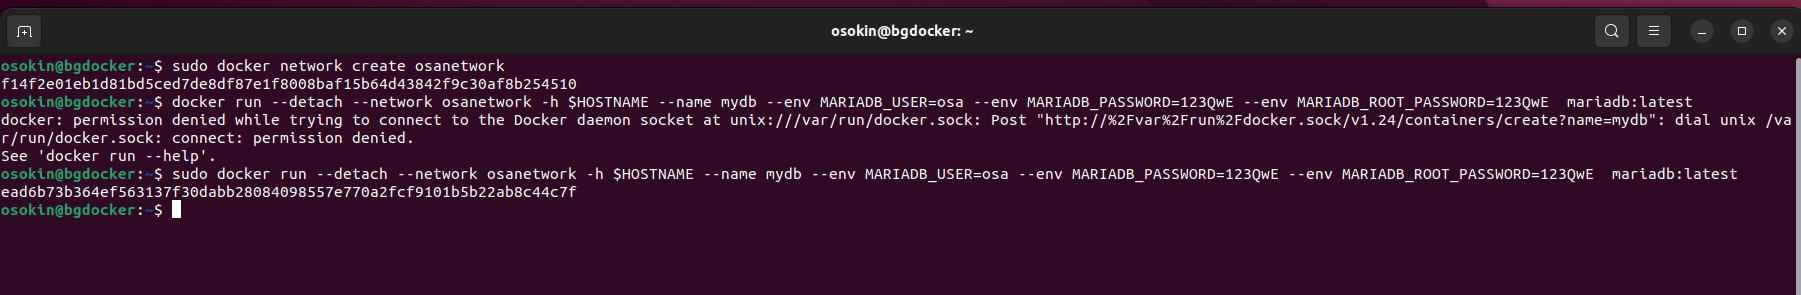 osokin@bgdocker: ~
osokin@bgdocker:~$ sudo docker network create osanetwork
f14f2e01eb1d81bd5ced7de8df87e1f8008baf15b64d43842f9c30af8b254510
osokin@bgdocker:~$ docker run --detach --network osanetwork -h $HOSTNAME --name mydb --env MARIADB_USER=osa --env MARIADB_PASSWORD=123QwE --env MARIADB_ROOT_PASSWORD=123QwE  mariadb:latest
docker: permission denied while trying to connect to the Docker daemon socket at unix:///var/run/docker.sock: Post "http://%2Fvar%2Frun%2Fdocker.sock/v1.24/containers/create?name=mydb": dial unix /va
r/run/docker.sock: connect: permission denied.
See 'docker run --help'.
osokin@bgdocker:~$ sudo docker run --detach --network osanetwork -h $HOSTNAME --name mydb --env MARIADB_USER=osa --env MARIADB_PASSWORD=123QwE --env MARIADB_ROOT_PASSWORD=123QwE  mariadb:latest
ead6b73b364ef563137f30dabb28084098557e770a2fcf9101b5b22ab8c44c7f
osokin@bgdocker:~$